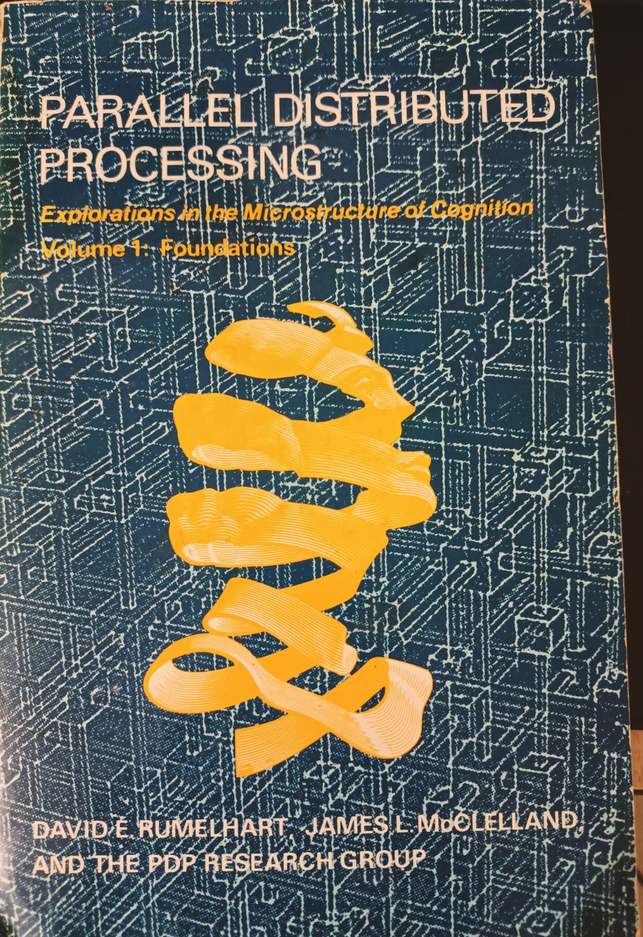 PARALLEL DISTRIBUTED
PROCESSING
Explorations in the Microstructure of Cognition
Volume 1: Foundations
DAVID E. RUMELHART, JAMES L. McCLELLAND,
AND THE PDP RESEARCH GROUP